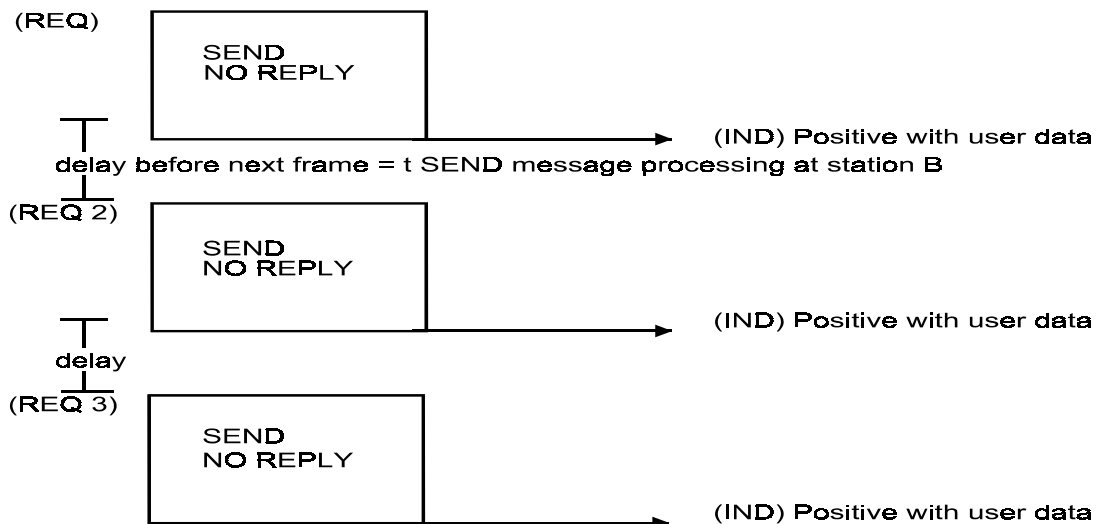 (REQ)
SEND
NO REPLY
(IND) Positive with user data
delay before next frame = t SEND message processing at station B
(REQ 2)
SEND
NO REPLY
(IND) Positive with user data
delay
(REQ 3)
SEND
NO REPLY
(IND) Positive with user data